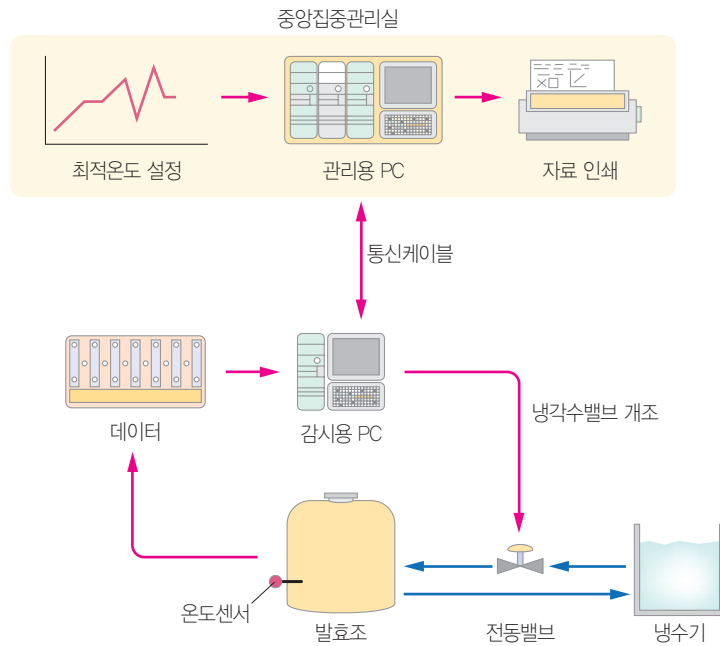 중앙집중관리실
최적온도 설정
관리용 PC
자료 인쇄
통신케이블
데이터
감시용 PC
냉각수밸브 개조
온도센서
발효조
전동밸브
냉수기